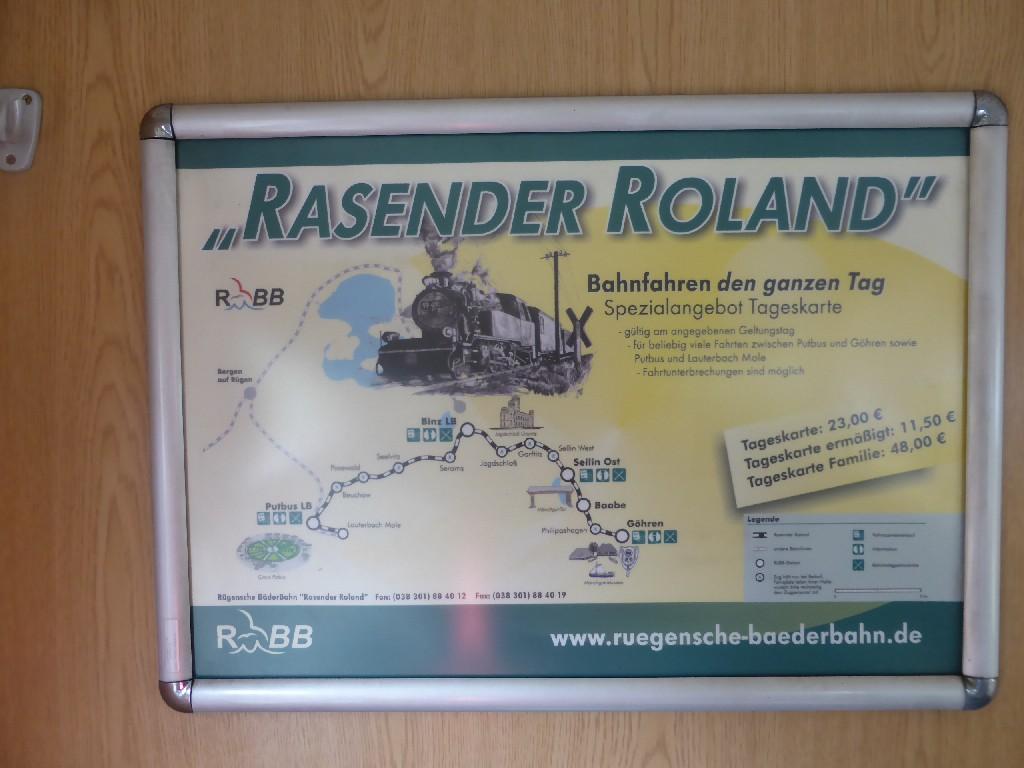 „RASENDER ROLAND”
RÜBB
Bahnfahren den ganzen Tag
Spezialangebot Tageskarte
- gültig am angegebenen Geltungstag
- für beliebig viele Fahrten zwischen Putbus und Göhren sowie
Putbus und Lauterbach Mole
- Fahrtunterbrechungen sind möglich
Bergen
auf Rügen
Tageskarte: 23,00 €
Tageskarte ermäßigt: 11,50 €
Tageskarte Familie: 48,00 €
Binz LB
Jagdschloß
Garftitz
Sellin West
Sellin Ost
Seelvitz
Serams
Posewald
Beuchow
Baabe
Putbus LB
Lauterbach Mole
Philippshagen
Göhren
Circus Putbus
Legende
Rasender Roland
Rügensche BäderBahn "Rasender Roland" Fon: (038 301) 88 40 12 Fax: (038 301) 88 40 19
RÜBB
www.ruegensche-baederbahn.de